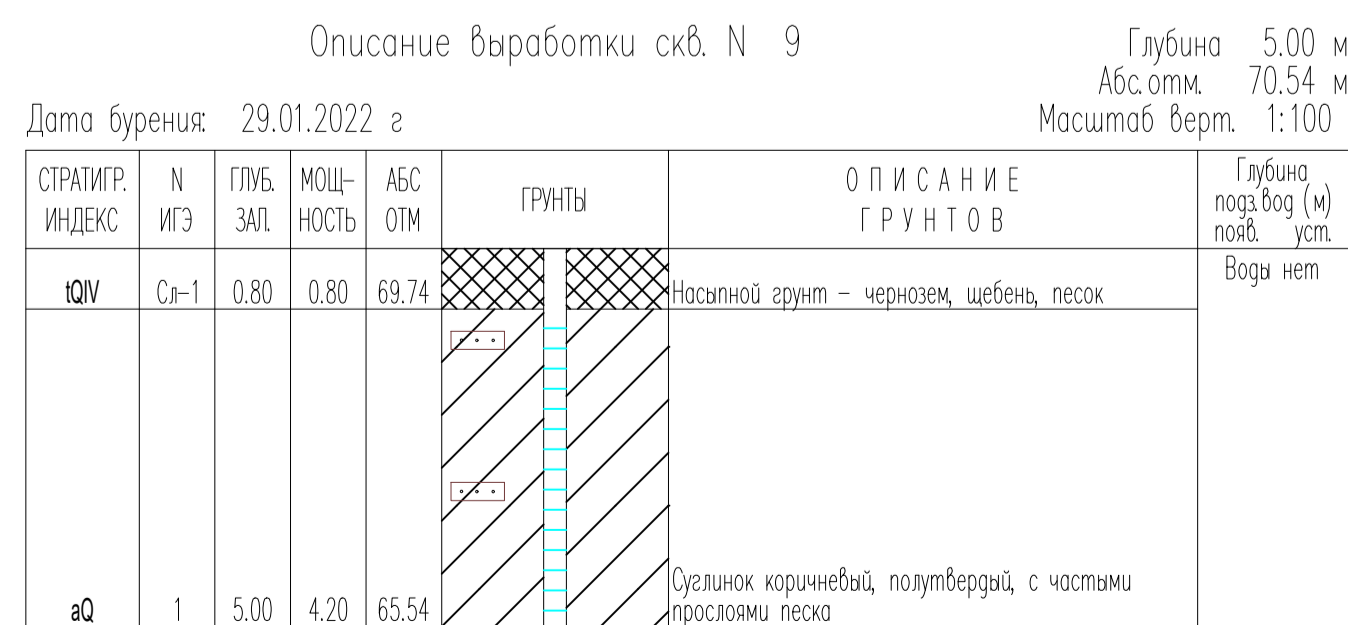 Описание выработки скв. N 9
Глубина 5.00 м
Абс.отм. 70.54 м
Дата бурения: 29.01.2022 г
Масштаб верт. 1:100
СТРАТИГР. ИНДЕКС
N ИГЭ
ГЛУБ. ЗАЛ.
МОЩ-НОСТЬ
АБС ОТМ
ГРУНТЫ
ОПИСАНИЕ
ГРУНТОВ
Глубина
подз.вод (м)
появ. уст.
tQIV Сл-1 0.80 0.80 69.74 Насыпной грунт - чернозем, щебень, песок
Воды нет
Суглинок коричневый, полутвердый, с частыми
aQ 1 5.00 4.20 65.54 прослоями песка